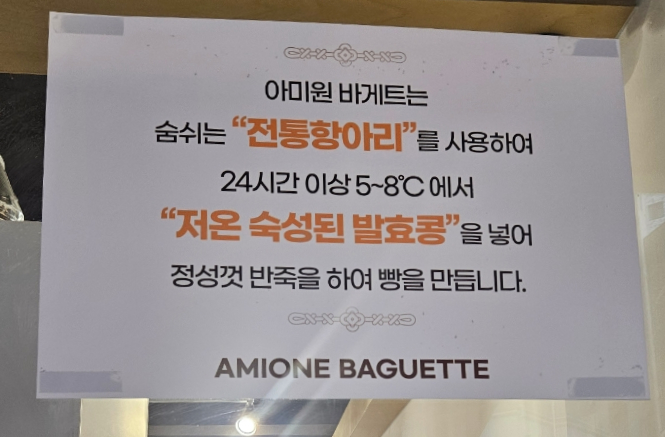 아미원 바게트는
숨쉬는 “전통항아리”를 사용하여
24시간 이상 5~8℃ 에서
“저온 숙성된 발효콩”을 넣어
정성껏 반죽을 하여 빵을 만듭니다.
AMIONE BAGUETTE